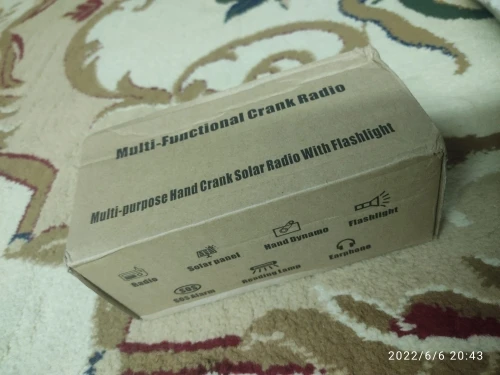 Multi-Functional Crank Radio
Multi-purpose Hand Crank Solar Radio With Flashlight
Radio
Solar panel
Hand Dynamo
Flashlight
SOS
SOS Alarm
Reading Lamp
Earphone
2022/6/6 20:43